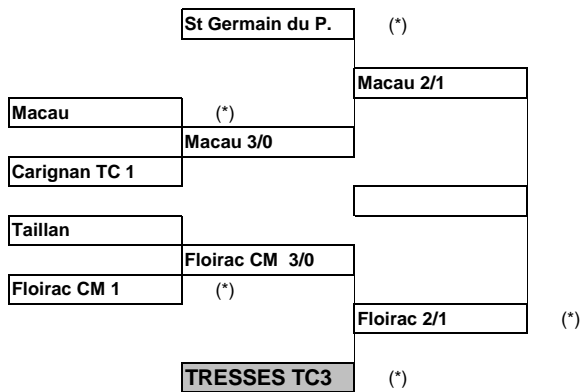 St Germain du P. (*)
Macau 2/1
Macau (*)
Macau 3/0
Carignan TC 1
Taillan
Floirac CM 3/0
Floirac CM 1 (*)
Floirac 2/1 (*)
TRESSES TC3 (*)